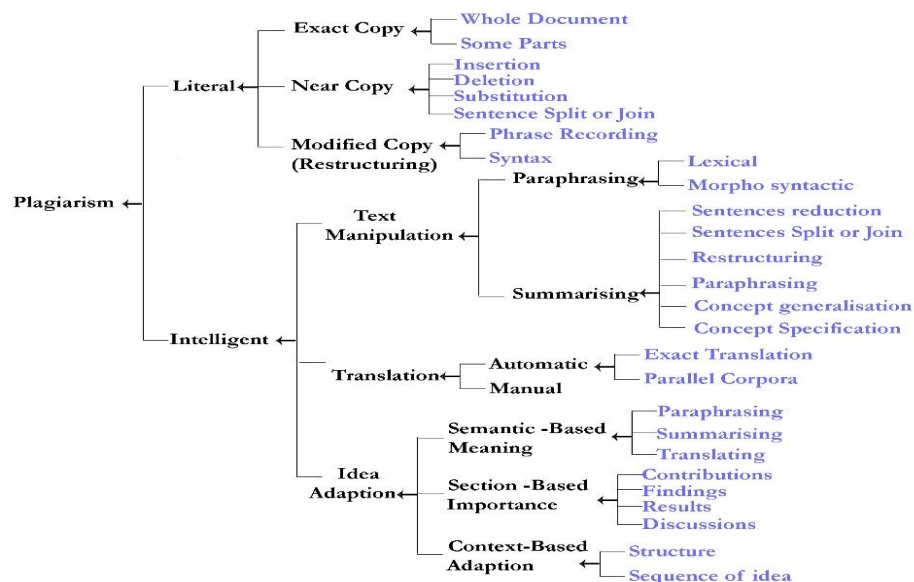 Plagiarism
Literal
Exact Copy
Whole Document
Some Parts
Near Copy
Insertion
Deletion
Substitution
Sentence Split or Join
Modified Copy
(Restructuring)
Phrase Recording
Syntax
Intelligent
Text
Manipulation
Paraphrasing
Lexical
Morpho syntactic
Summarising
Sentences reduction
Sentences Split or Join
Restructuring
Paraphrasing
Concept generalisation
Concept Specification
Translation
Automatic
Exact Translation
Parallel Corpora
Manual
Idea
Adaption
Semantic -Based
Meaning
Paraphrasing
Summarising
Translating
Section -Based
Importance
Contributions
Findings
Results
Discussions
Context-Based
Adaption
Structure
Sequence of idea